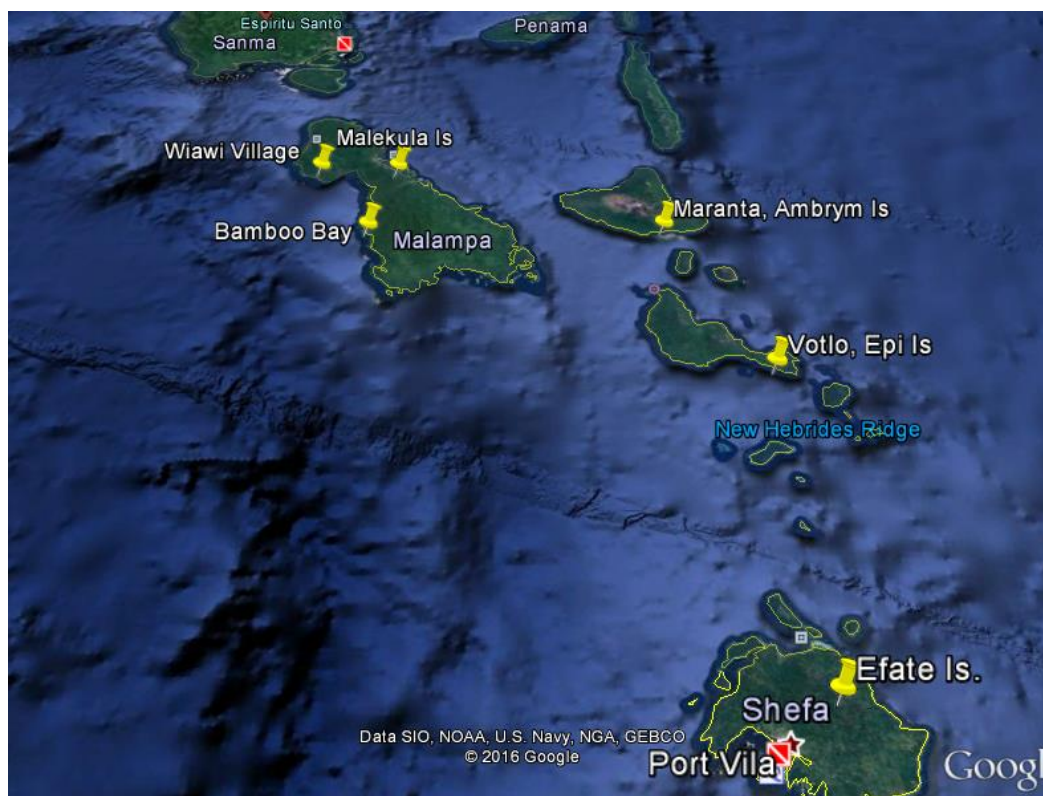 Espiritu Santo
Sanma
Penama
Malekula Is
Wiawi Village
Maranta, Ambrym Is
Bamboo Bay
Malampa
Votlo, Epi Is
New Hebrides Ridge
Efate Is.
Shefa
Data SIO, NOAA, U.S. Navy, NGA, GEBCO
© 2016 Google
Port Vila
Googl